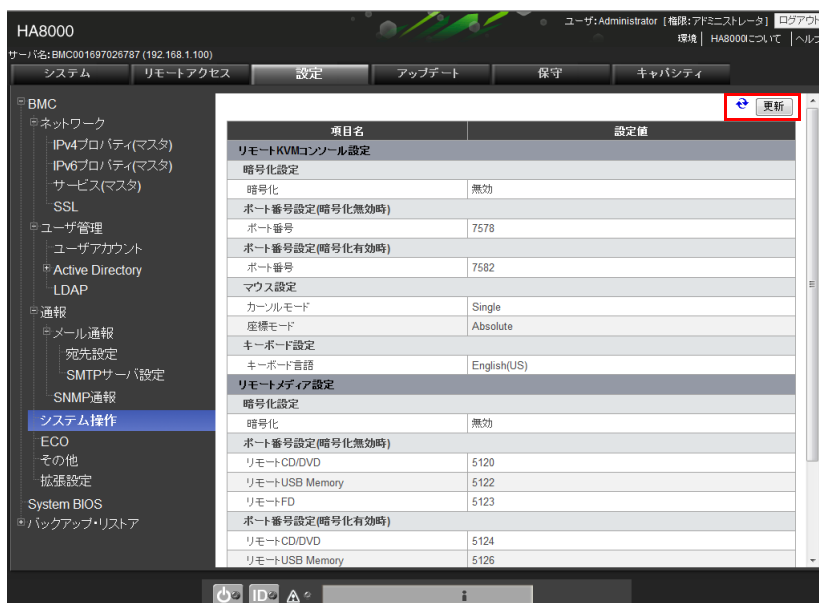 HA8000
ユーザ:Administrator [権限:アドミニストレータ] ログアウト
環境 | HA8000について | ヘルプ
サーバ名:BMC001697026787 (192.168.1.100)
システム リモートアクセス 設定 アップデート 保守 キャパシティ
BMC
ネットワーク
IPv4プロパティ(マスタ)
IPv6プロパティ(マスタ)
サービス(マスタ)
SSL
ユーザ管理
ユーザアカウント
Active Directory
LDAP
通報
メール通報
宛先設定
SMTPサーバ設定
SNMP通報
システム操作
ECO
その他
拡張設定
System BIOS
バックアップ・リストア
更新
項目名 設定値
リモートKVMコンソール設定
暗号化設定
暗号化 無効
ポート番号設定(暗号化無効時)
ポート番号 7578
ポート番号設定(暗号化有効時)
ポート番号 7582
マウス設定
カーソルモード Single
座標モード Absolute
キーボード設定
キーボード言語 English(US)
リモートメディア設定
暗号化設定
暗号化 無効
ポート番号設定(暗号化無効時)
リモートCD/DVD 5120
リモートUSB Memory 5122
リモートFD 5123
ポート番号設定(暗号化有効時)
リモートCD/DVD 5124
リモートUSB Memory 5126
ID